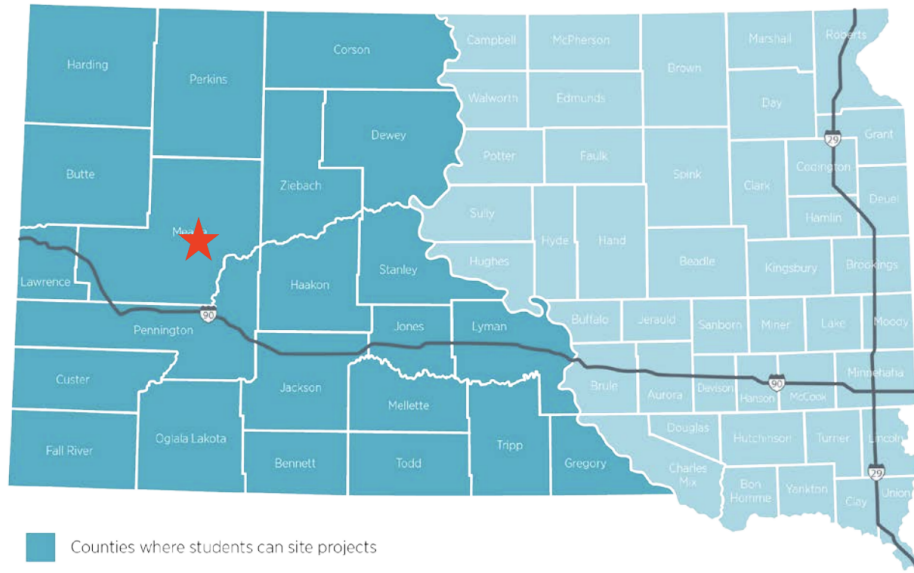 Harding
Perkins
Corson
Campbell
McPherson
Brown
Marshall
Roberts
Walworth
Edmunds
Day
Grant
Butte
Dewey
Ziebach
Potter
Faulk
Spink
Clark
Codington
29
Deuel
Hamlin
Sully
Hyde
Hand
Hughes
Beadle
Kingsbury
Brookings
Lawrence
Haakon
Stanley
90
Pennington
Jones
Lyman
Buffalo
Jerauld
Sanborn
Miner
Lake
Moody
Custer
Jackson
Mellette
Brule
Aurora
Davison
Hanson
90
McCook
Minnehaha
Fall River
Oglala Lakota
Bennett
Todd
Tripp
Gregory
Douglas
Charles
Mix
Hutchinson
Turner
Lincoln
Bon
Homme
Yankton
Clay
29
Union
Counties where students can site projects